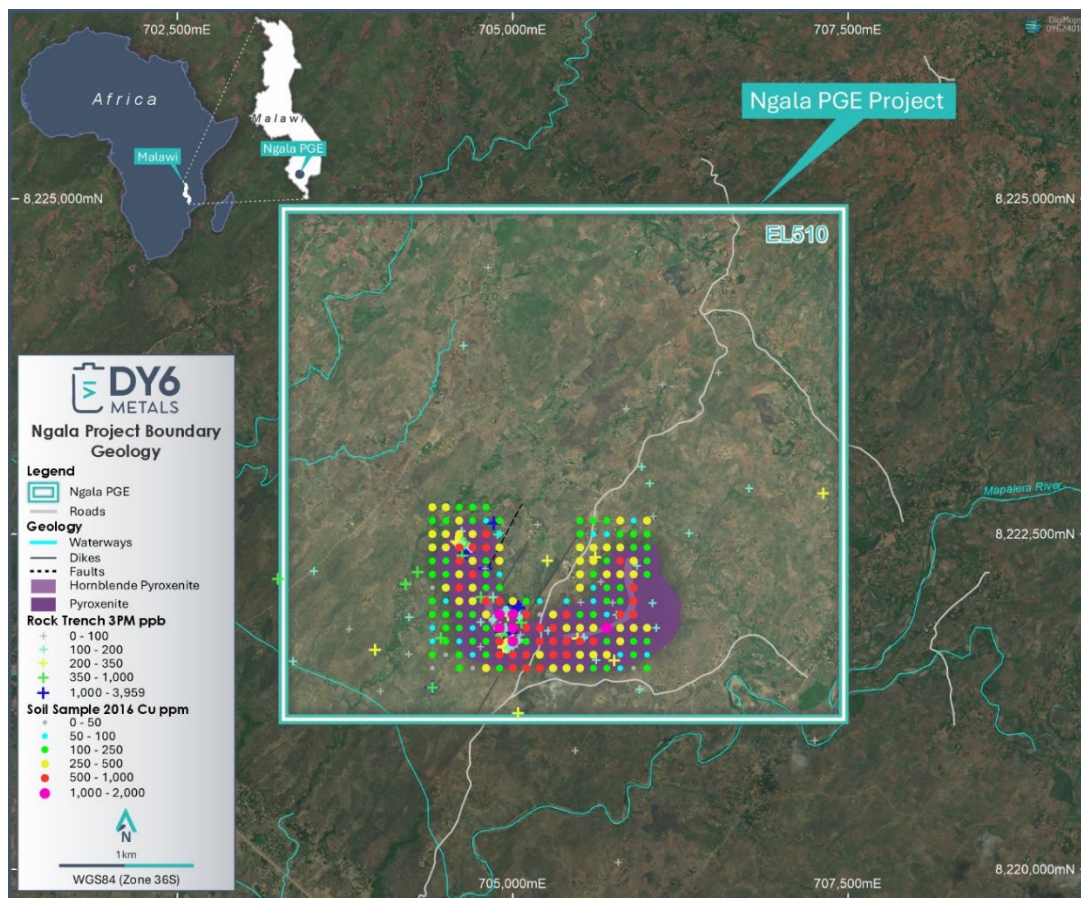 702,500mE
705,000mE
707,500mE
DigiMaps
Africa
Malawi
Malawi
Ngala PGE
Ngala PGE Project
8,225,000mN
8,225,000mN
EL510
DY6
METALS
Ngala Project Boundary
Geology
Legend
Ngala PGE
Roads
Geology
Waterways
Dikes
Faults
Hornblende Pyroxenite
Pyroxenite
Rock Trench 3PM ppb
0 - 100
100 - 200
200 - 350
350 - 1,000
1,000 - 3,959
Soil Sample 2016 Cu ppm
0 - 50
50 - 100
100 - 250
250 - 500
500 - 1,000
1,000 - 2,000
N
1km
WGS84 (Zone 36S)
Mapalera River
8,222,500mN
8,220,000mN
705,000mE
707,500mE